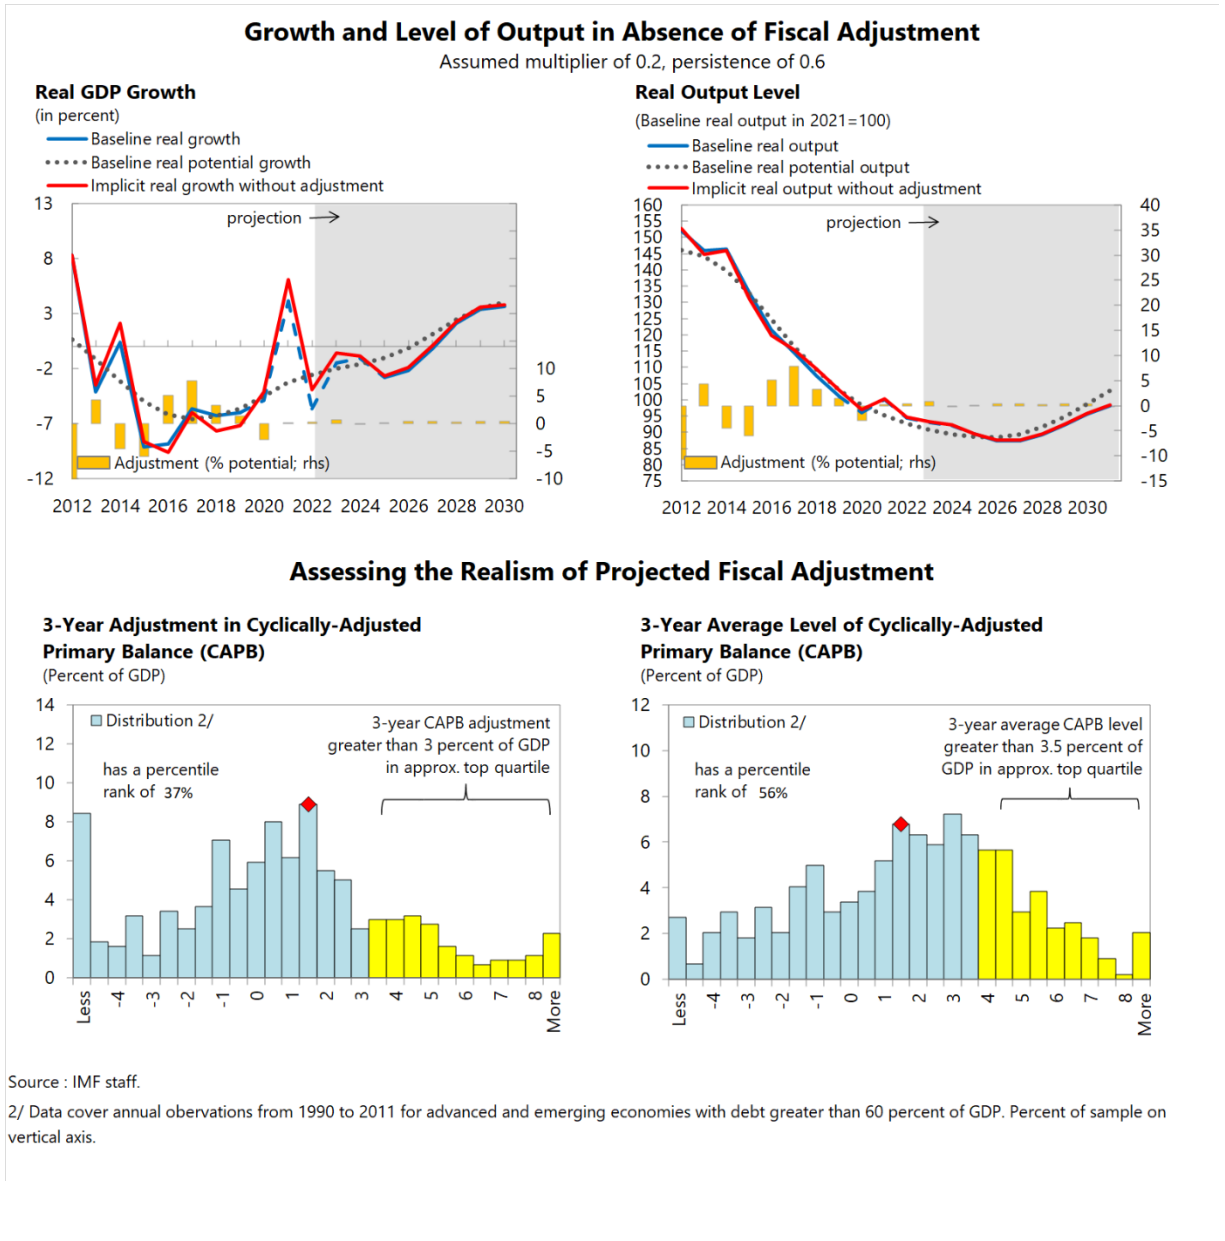 Growth and Level of Output in Absence of Fiscal Adjustment
Assumed multiplier of 0.2, persistence of 0.6
Real GDP Growth
(in percent)
Baseline real growth
Baseline real potential growth
Implicit real growth without adjustment
projection
13
8
3
-2
-7
-12
10
5
0
-5
-10
Adjustment (% potential; rhs)
2012 2014 2016 2018 2020 2022 2024 2026 2028 2030
Real Output Level
(Baseline real output in 2021=100)
Baseline real output
Baseline real potential output
Implicit real output without adjustment
projection
160
155
150
145
140
135
130
125
120
115
110
105
100
95
90
85
80
75
40
35
30
25
20
15
10
5
0
-5
-10
-15
Adjustment (% potential; rhs)
2012 2014 2016 2018 2020 2022 2024 2026 2028 2030
Assessing the Realism of Projected Fiscal Adjustment
3-Year Adjustment in Cyclically-Adjusted
Primary Balance (CAPB)
(Percent of GDP)
14
12
10
8
6
4
2
0
Distribution 2/
has a percentile
rank of 37%
3-year CAPB adjustment
greater than 3 percent of GDP
in approx. top quartile
Less -4 -3 -2 -1 0 1 2 3 4 5 6 7 8 More
3-Year Average Level of Cyclically-Adjusted
Primary Balance (CAPB)
(Percent of GDP)
12
10
8
6
4
2
0
Distribution 2/
has a percentile
rank of 56%
3-year average CAPB level
greater than 3.5 percent of
GDP in approx. top quartile
Less -4 -3 -2 -1 0 1 2 3 4 5 6 7 8 More
Source : IMF staff.
2/ Data cover annual obervations from 1990 to 2011 for advanced and emerging economies with debt greater than 60 percent of GDP. Percent of sample on
vertical axis.